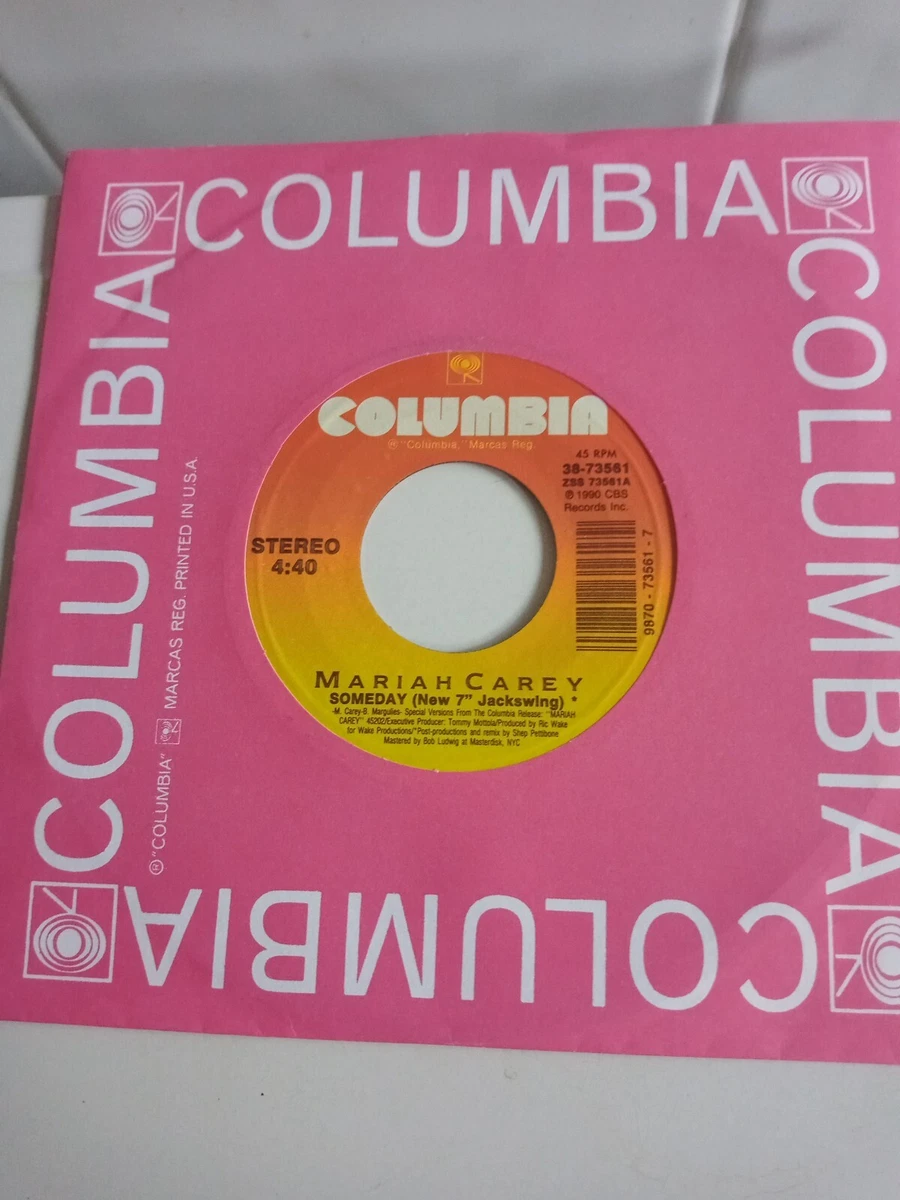 COLUMBIA
COLUMBIA
COLUMBIA
COLUMBIA
® "COLUMBIA" MARCAS REG. PRINTED IN U.S.A.
COLUMBIA
® "Columbia," Marcas Reg.
45 RPM
38-73561
ZSS 73561A
℗ 1990 CBS
Records Inc.
STEREO
4:40
9870 - 73561 - 7
MARIAH CAREY
SOMEDAY (New 7" Jackswing) *
-M. Carey-B. Margulies- Special Versions From The Columbia Release: "MARIAH
CAREY" 45202/Executive Producer: Tommy Mottola/Produced by Ric Wake
for Wake Productions/*Post-productions and remix by Shep Pettibone
Mastered by Bob Ludwig at Masterdisk, NYC